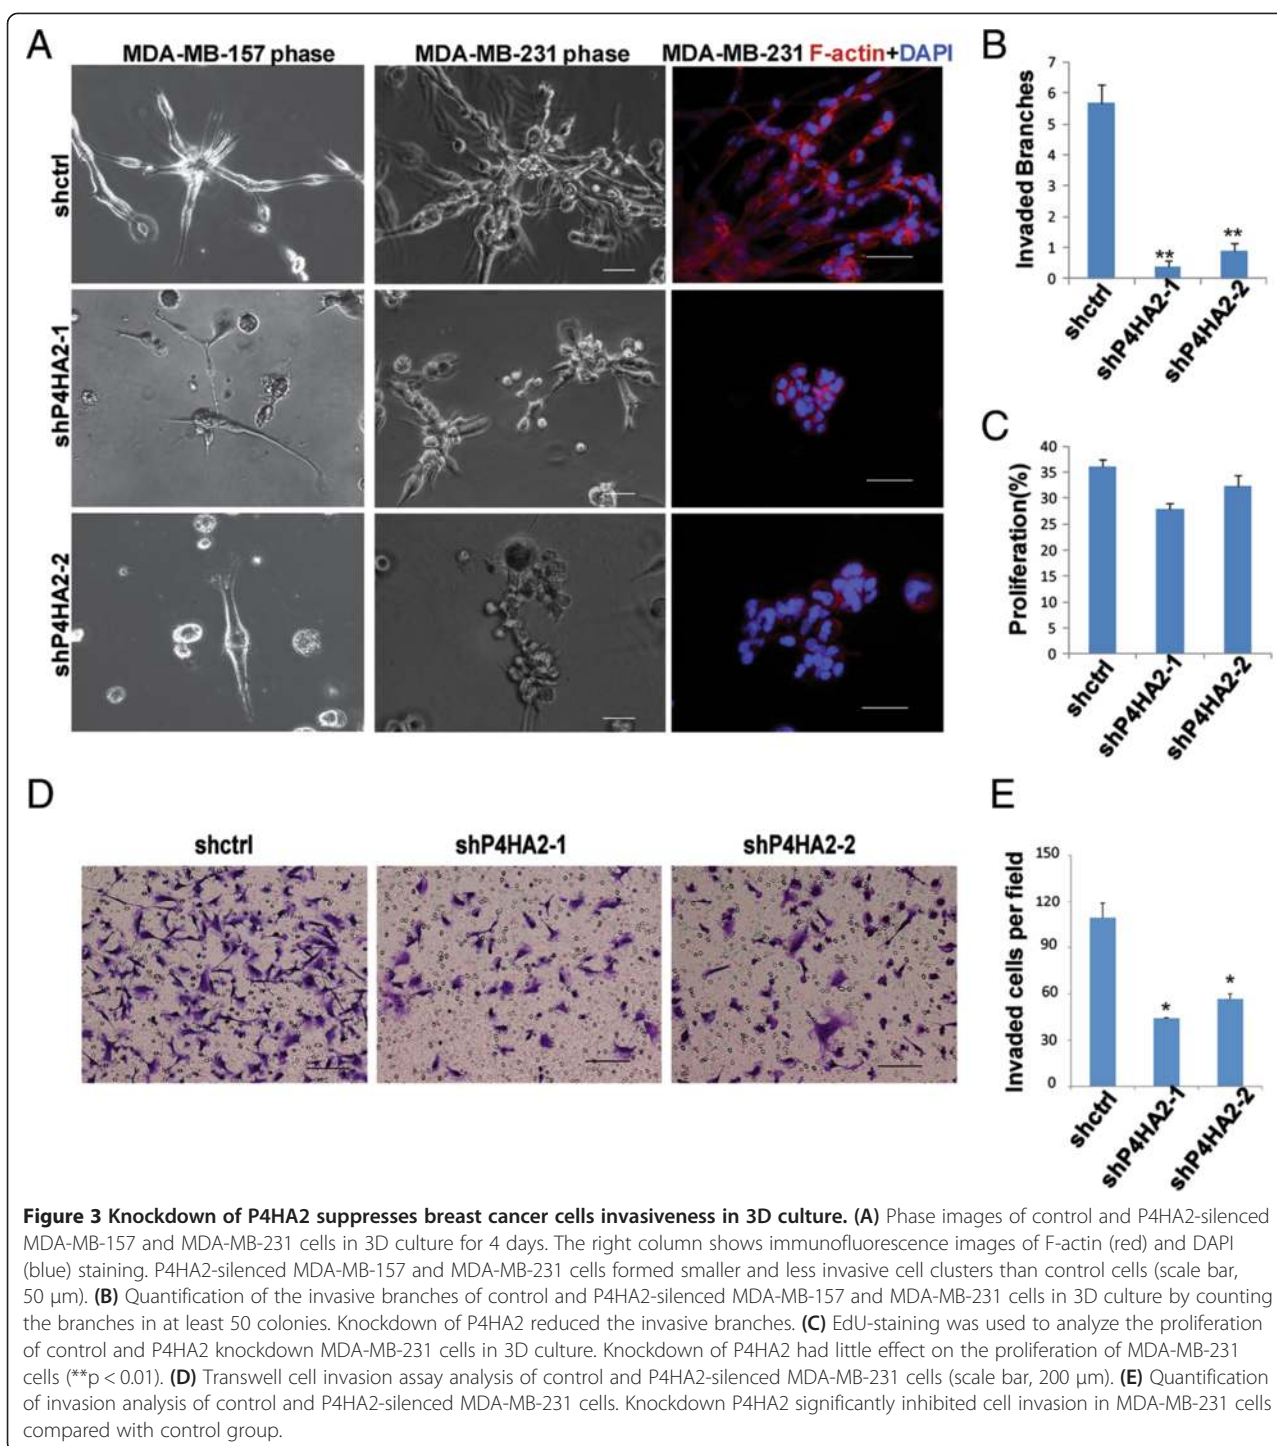 A
MDA-MB-157 phase
MDA-MB-231 phase
MDA-MB-231 F-actin+DAPI
shctrl
shP4HA2-1
shP4HA2-2
B
Invaded Branches
7
6
5
4
3
2
1
0
**
**
shctrl
shP4HA2-1
shP4HA2-2
C
Proliferation(%)
40
35
30
25
20
15
10
5
0
shctrl
shP4HA2-1
shP4HA2-2
D
shctrl
shP4HA2-1
shP4HA2-2
E
Invaded cells per field
150
120
90
60
30
0
*
*
shctrl
shP4HA2-1
shP4HA2-2
Figure 3 Knockdown of P4HA2 suppresses breast cancer cells invasiveness in 3D culture. (A) Phase images of control and P4HA2-silenced
MDA-MB-157 and MDA-MB-231 cells in 3D culture for 4 days. The right column shows immunofluorescence images of F-actin (red) and DAPI
(blue) staining. P4HA2-silenced MDA-MB-157 and MDA-MB-231 cells formed smaller and less invasive cell clusters than control cells (scale bar,
50 μm). (B) Quantification of the invasive branches of control and P4HA2-silenced MDA-MB-157 and MDA-MB-231 cells in 3D culture by counting
the branches in at least 50 colonies. Knockdown of P4HA2 reduced the invasive branches. (C) EdU-staining was used to analyze the proliferation
of control and P4HA2 knockdown MDA-MB-231 cells in 3D culture. Knockdown of P4HA2 had little effect on the proliferation of MDA-MB-231
cells (**p < 0.01). (D) Transwell cell invasion assay analysis of control and P4HA2-silenced MDA-MB-231 cells (scale bar, 200 μm). (E) Quantification
of invasion analysis of control and P4HA2-silenced MDA-MB-231 cells. Knockdown P4HA2 significantly inhibited cell invasion in MDA-MB-231 cells
compared with control group.